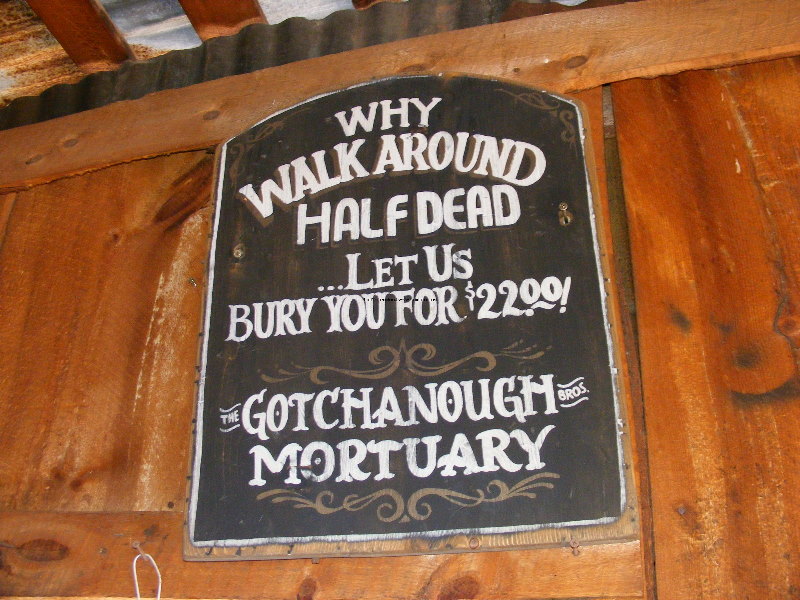 WHY
WALK AROUND
HALF DEAD
...LET US
BURY YOU FOR $22.00!
THE GOTCHANOUGH BROS.
MORTUARY